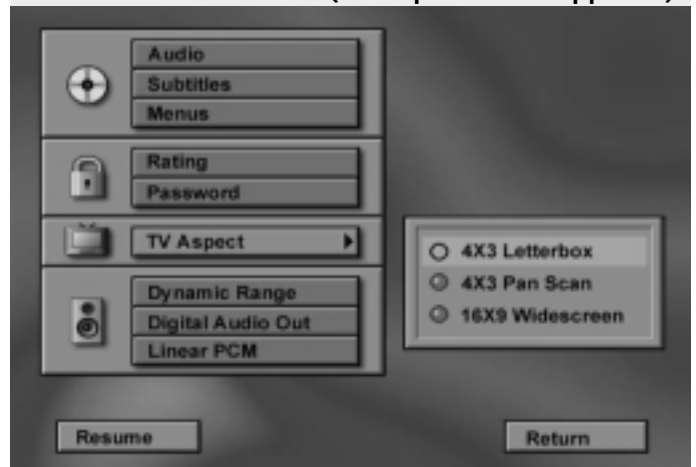 Audio
Subtitles
Menus
Rating
Password
TV Aspect
4X3 Letterbox
4X3 Pan Scan
16X9 Widescreen
Dynamic Range
Digital Audio Out
Linear PCM
Resume
Return